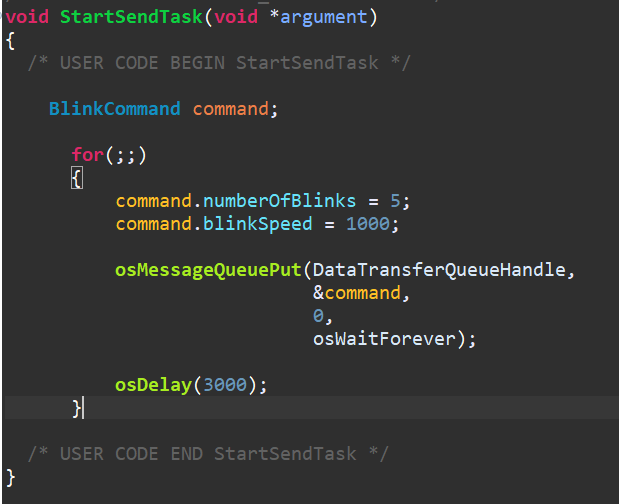 void StartSendTask(void *argument)
{
/* USER CODE BEGIN StartSendTask */
BlinkCommand command;
for(;;)
{
command.numberOfBlinks = 5;
command.blinkSpeed = 1000;
osMessageQueuePut(DataTransferQueueHandle,
&command,
0,
osWaitForever);
osDelay(3000);
}
/* USER CODE END StartSendTask */
}